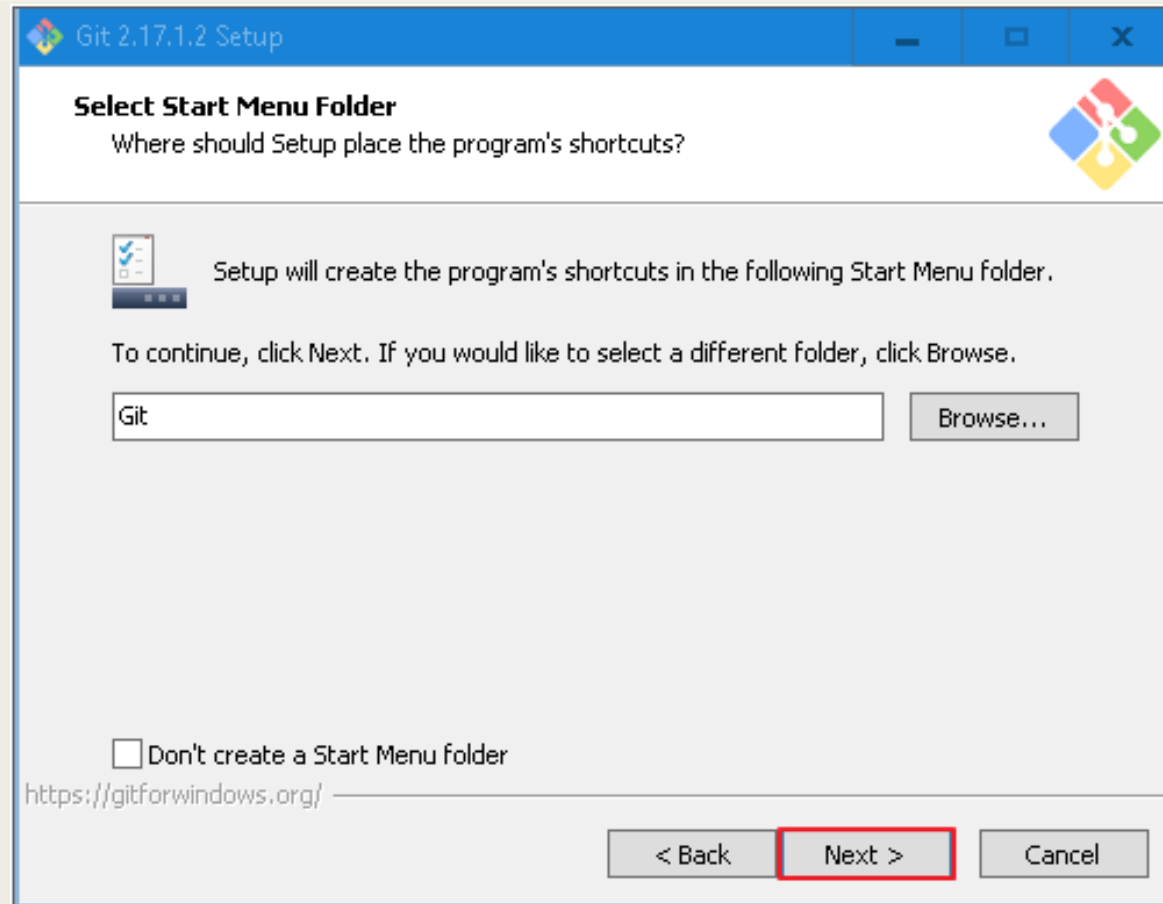 Git 2.17.1.2 Setup
Select Start Menu Folder
Where should Setup place the program's shortcuts?
Setup will create the program's shortcuts in the following Start Menu folder.
To continue, click Next. If you would like to select a different folder, click Browse.
Git
Browse...
Don't create a Start Menu folder
https://gitforwindows.org/
< Back
Next >
Cancel